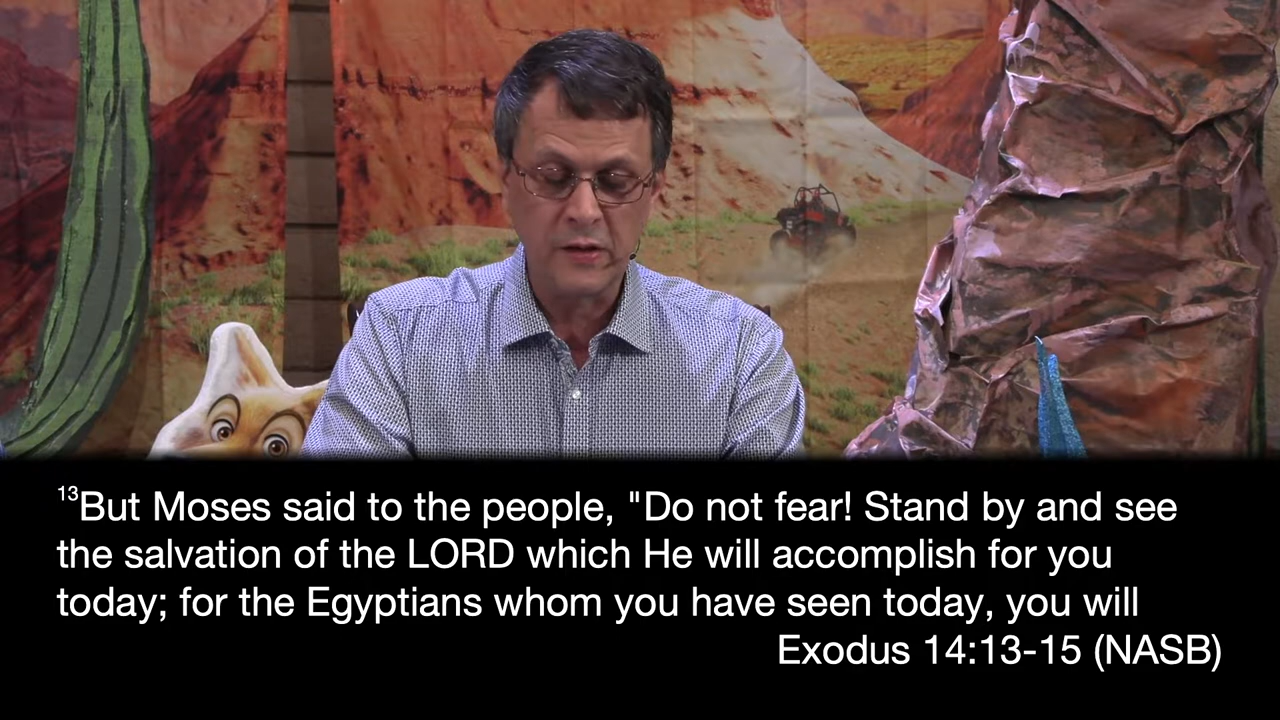 13But Moses said to the people, "Do not fear! Stand by and see
the salvation of the LORD which He will accomplish for you
today; for the Egyptians whom you have seen today, you will
Exodus 14:13-15 (NASB)